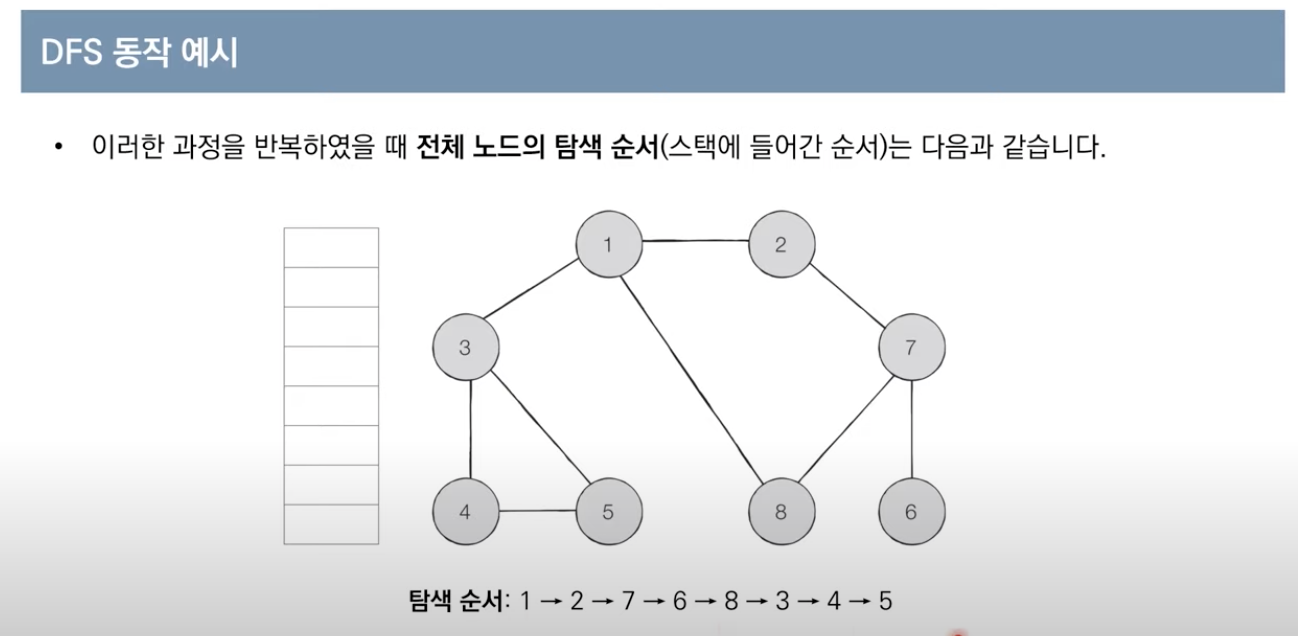 DFS 동작 예시
• 이러한 과정을 반복하였을 때 전체 노드의 탐색 순서(스택에 들어간 순서)는 다음과 같습니다.
1 2
3 7
4 5 8 6
탐색 순서: 1 → 2 → 7 → 6 → 8 → 3 → 4 → 5